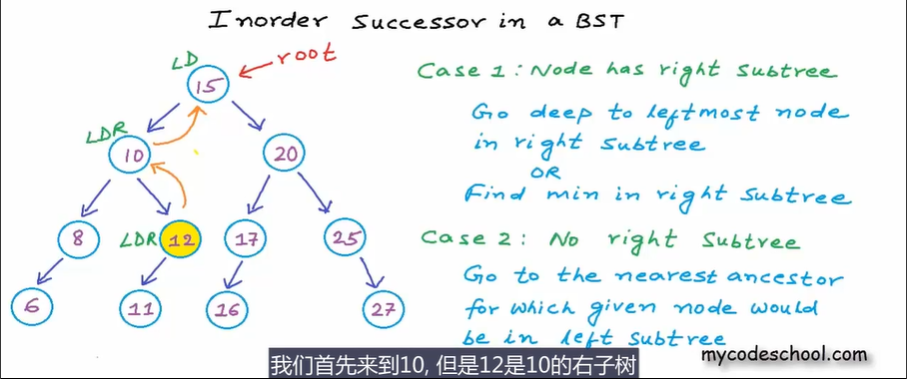 Inorder Successor in a BST
LD
root
15
LDR
10
20
8
LDR
12
17
25
6
11
16
27
Case 1: Node has right subtree
Go deep to leftmost node
in right subtree
OR
Find min in right subtree
Case 2: No right subtree
Go to the nearest ancestor
for which given node would
be in left subtree
mycodeschool.com
我们首先来到10, 但是12是10的右子树